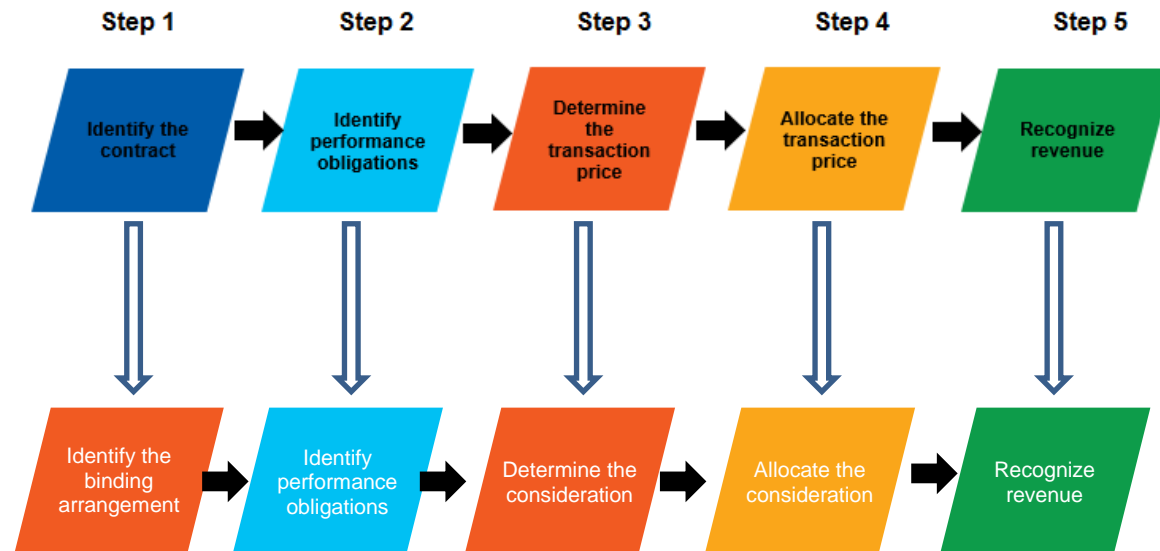 Step 1
Step 2
Step 3
Step 4
Step 5
Identify the
contract
Identify
performance
obligations
Determine
the
transaction
price
Allocate the
transaction
price
Recognize
revenue
Identify the
binding
arrangement
Identify
performance
obligations
Determine the
consideration
Allocate the
consideration
Recognize
revenue